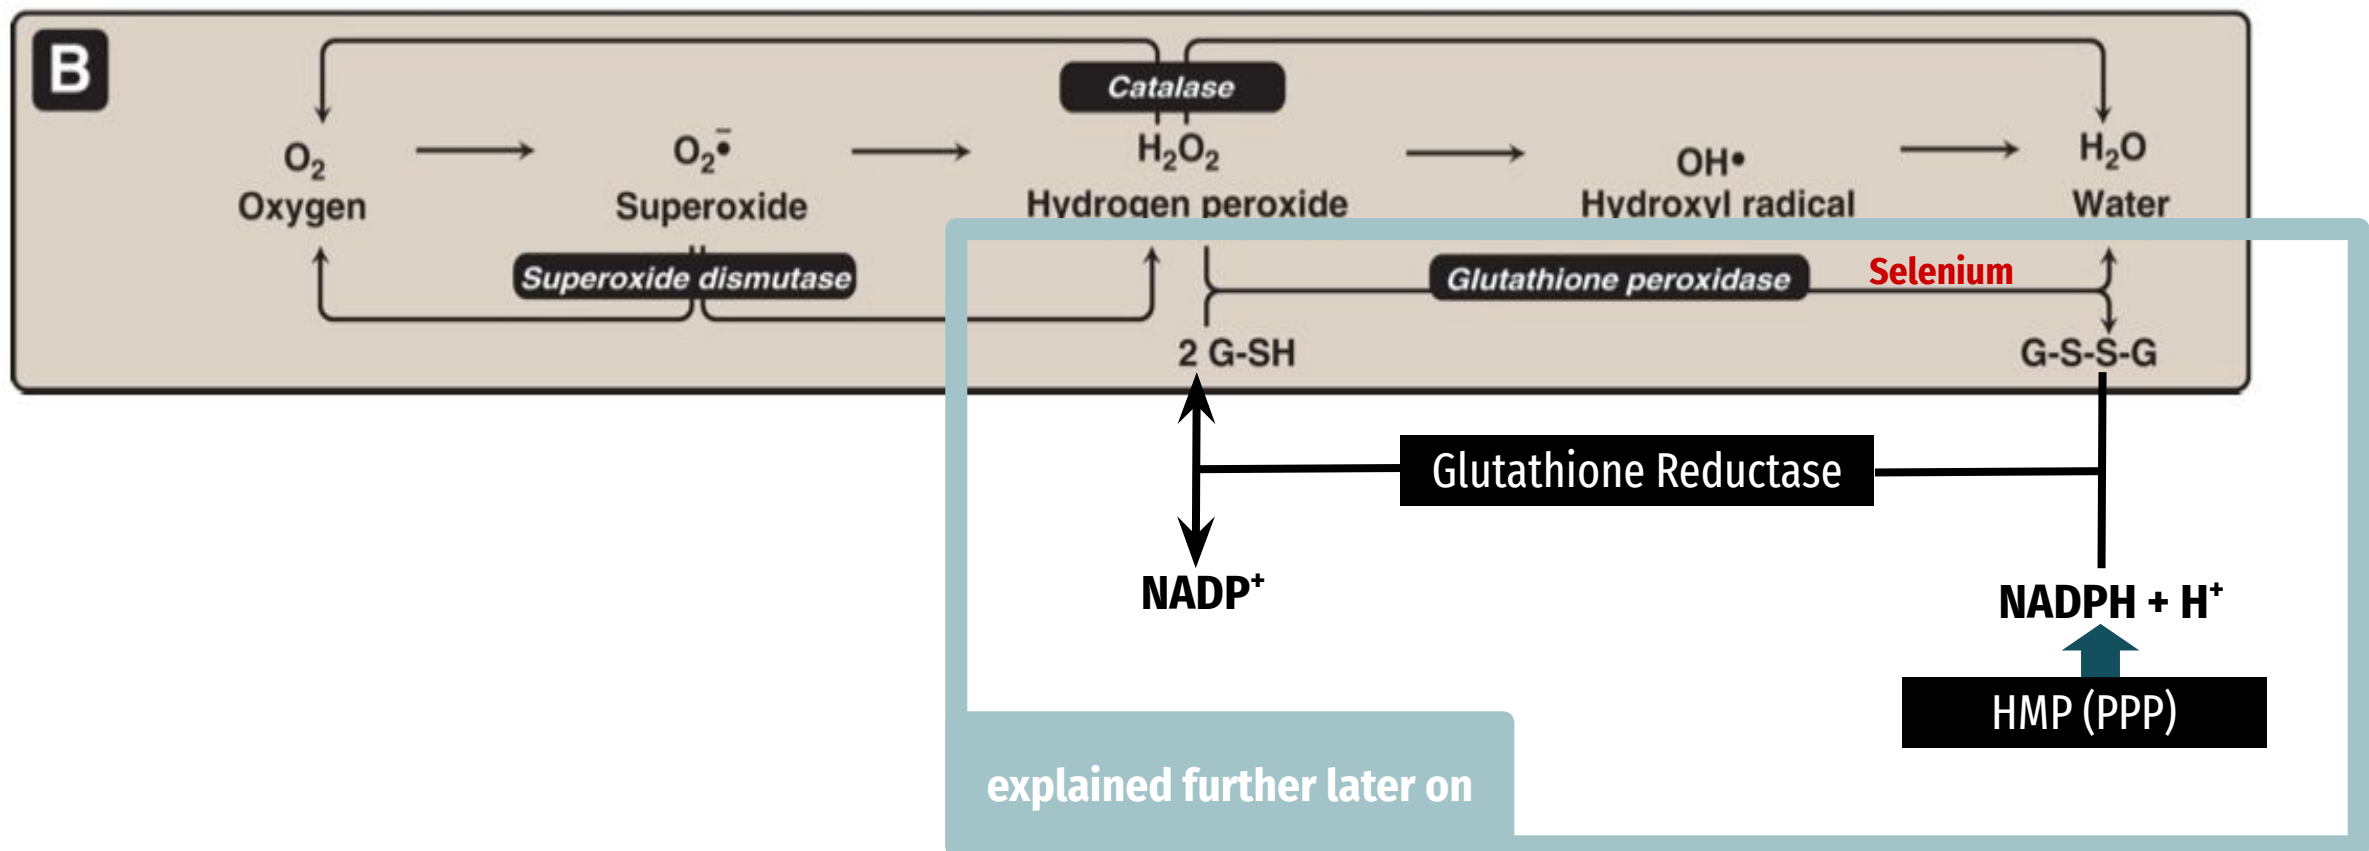 B
Catalase
O₂
O₂•̄
H₂O₂
OH•
H₂O
Oxygen
Superoxide
Hydrogen peroxide
Hydroxyl radical
Water
Superoxide dismutase
Glutathione peroxidase
Selenium
2 G-SH
G-S-S-G
Glutathione Reductase
NADP⁺
NADPH + H⁺
HMP (PPP)
explained further later on